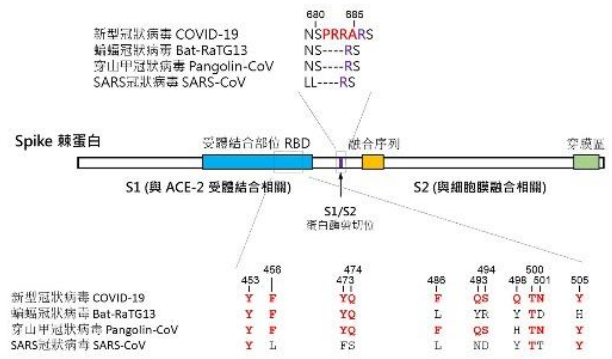 680 685
新型冠狀病毒 COVID-19 NSPRRARS
蝙蝠冠狀病毒 Bat-RaTG13 NS----RS
穿山甲冠狀病毒 Pangolin-CoV NS----RS
SARS冠狀病毒 SARS-CoV LL----RS
Spike 棘蛋白 受體結合部位 RBD 融合序列 穿膜區
S1 (與 ACE-2 受體結合相關) S2 (與細胞膜融合相關)
S1/S2
蛋白酶剪切位
456 474 494 500
453 473 486 493 498 501 505
新型冠狀病毒 COVID-19 Y F YQ F QS Q TN Y
蝙蝠冠狀病毒 Bat-RaTG13 Y F YQ L YR Y TD H
穿山甲冠狀病毒 Pangolin-CoV Y F YQ F QS H TN Y
SARS冠狀病毒 SARS-CoV Y L FS L ND Y TT Y